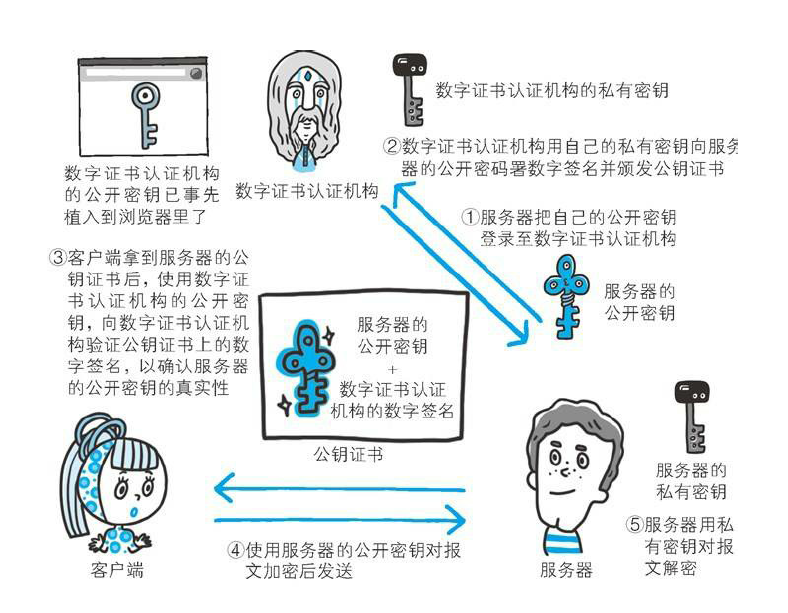 数字证书认证机构的私有密钥
②数字证书认证机构用自己的私有密钥向服务
器的公开密码署数字签名并颁发公钥证书
数字证书认证机构
的公开密钥已事先
植入到浏览器里了
数字证书认证机构
①服务器把自己的公开密钥
登录至数字证书认证机构
③客户端拿到服务器的公
钥证书后，使用数字证
书认证机构的公开密
钥，向数字证书认证机
构验证公钥证书上的数
字签名，以确认服务器
的公开密钥的真实性
服务器的
公开密钥
服务器的
公开密钥
+
数字证书认证
机构的数字签名
公钥证书
服务器的
私有密钥
④使用服务器的公开密钥对报
文加密后发送
⑤服务器用私
有密钥对报
文解密
客户端
服务器